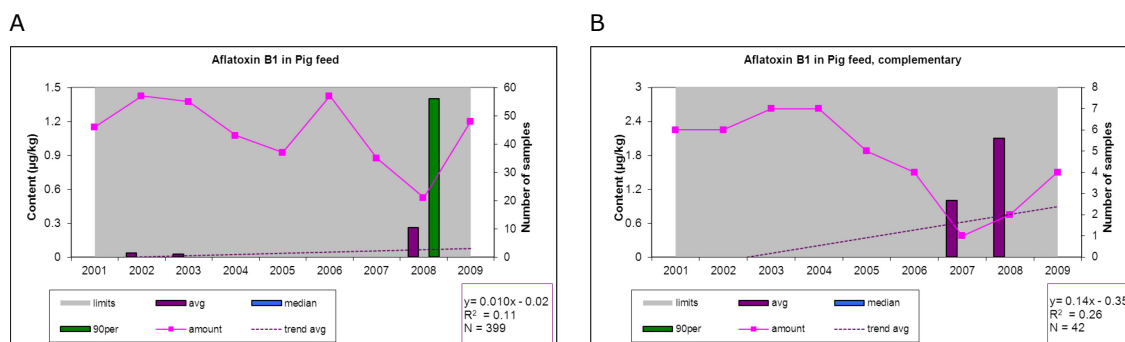 A
Aflatoxin B1 in Pig feed
Content (µg/kg)
1.5
1.2
0.9
0.6
0.3
0
60
50
40
30
20
10
0
Number of samples
2001 2002 2003 2004 2005 2006 2007 2008 2009
limits avg median
90per amount trend avg
y= 0.010x - 0.02
R² = 0.11
N = 399
B
Aflatoxin B1 in Pig feed, complementary
Content (µg/kg)
3
2.4
1.8
1.2
0.6
0
8
7
6
5
4
3
2
1
0
Number of samples
2001 2002 2003 2004 2005 2006 2007 2008 2009
limits avg median
90per amount trend avg
y= 0.14x - 0.35
R² = 0.26
N = 42